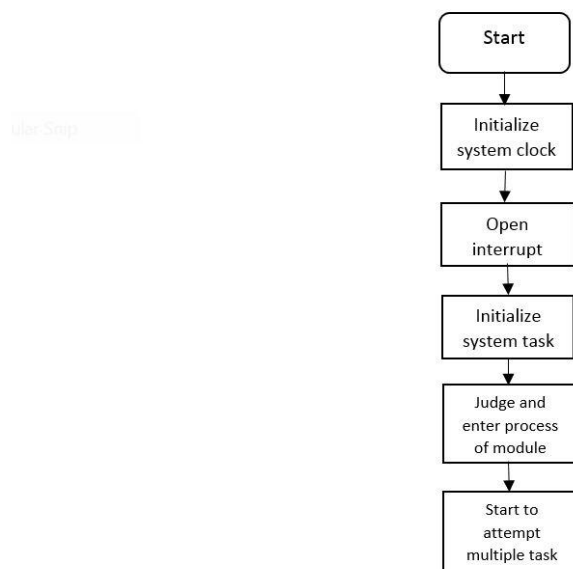 Start
Initialize
system clock
Open
interrupt
Initialize
system task
Judge and
enter process
of module
Start to
attempt
multiple task